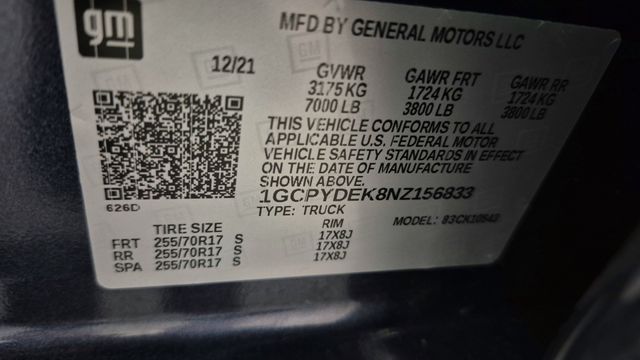 gm
MFD BY GENERAL MOTORS LLC
12/21
GVWR GAWR FRT GAWR RR
3175 KG 1724 KG 1724 KG
7000 LB 3800 LB 3800 LB
THIS VEHICLE CONFORMS TO ALL
APPLICABLE U.S. FEDERAL MOTOR
VEHICLE SAFETY STANDARDS IN EFFECT
ON THE DATE OF MANUFACTURE
SHOWN ABOVE.
1GCPYDEK8NZ156833
626D
TYPE: TRUCK MODEL: 83CK10543
TIRE SIZE RIM
FRT 255/70R17 S 17X8J
RR 255/70R17 S 17X8J
SPA 255/70R17 S 17X8J